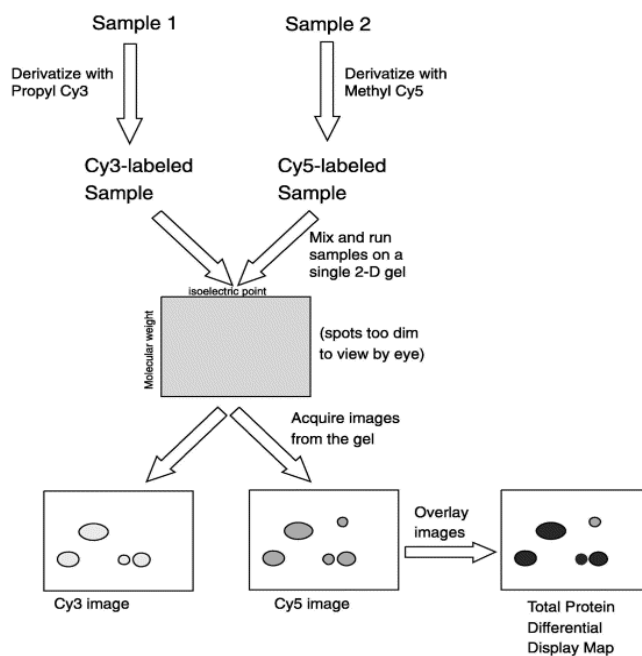 Sample 1
Sample 2
Derivatize with
Propyl Cy3
Derivatize with
Methyl Cy5
Cy3-labeled
Sample
Cy5-labeled
Sample
Mix and run
samples on a
single 2-D gel
isoelectric point
Molecular weight
(spots too dim
to view by eye)
Acquire images
from the gel
Overlay
images
Cy3 image
Cy5 image
Total Protein
Differential
Display Map